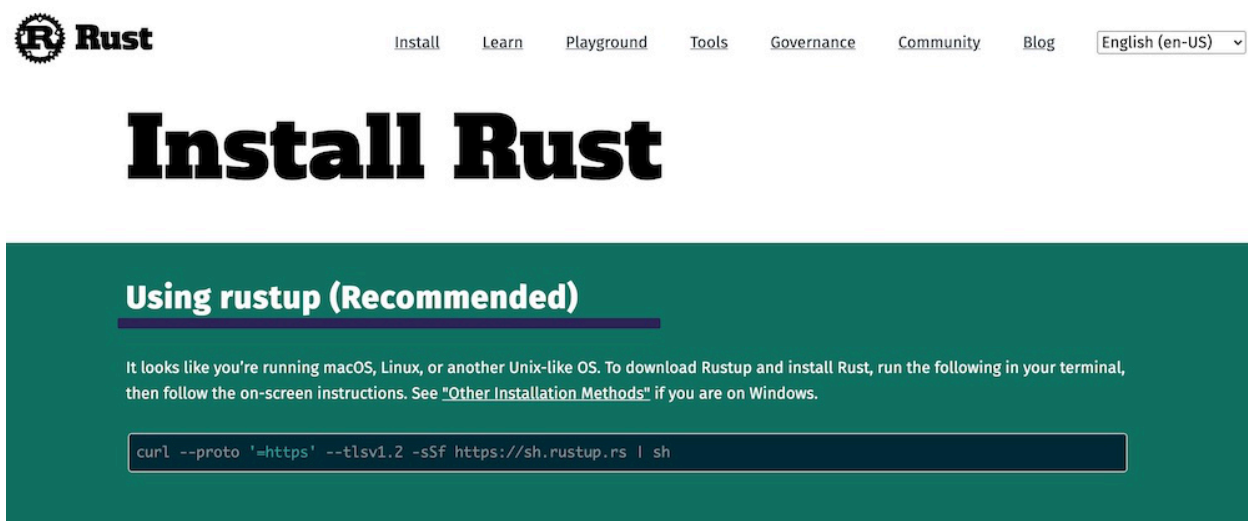 Rust
Install Learn Playground Tools Governance Community Blog English (en-US)
Install Rust
Using rustup (Recommended)
It looks like you’re running macOS, Linux, or another Unix-like OS. To download Rustup and install Rust, run the following in your terminal,
then follow the on-screen instructions. See "Other Installation Methods" if you are on Windows.
curl --proto '=https' --tlsv1.2 -sSf https://sh.rustup.rs | sh